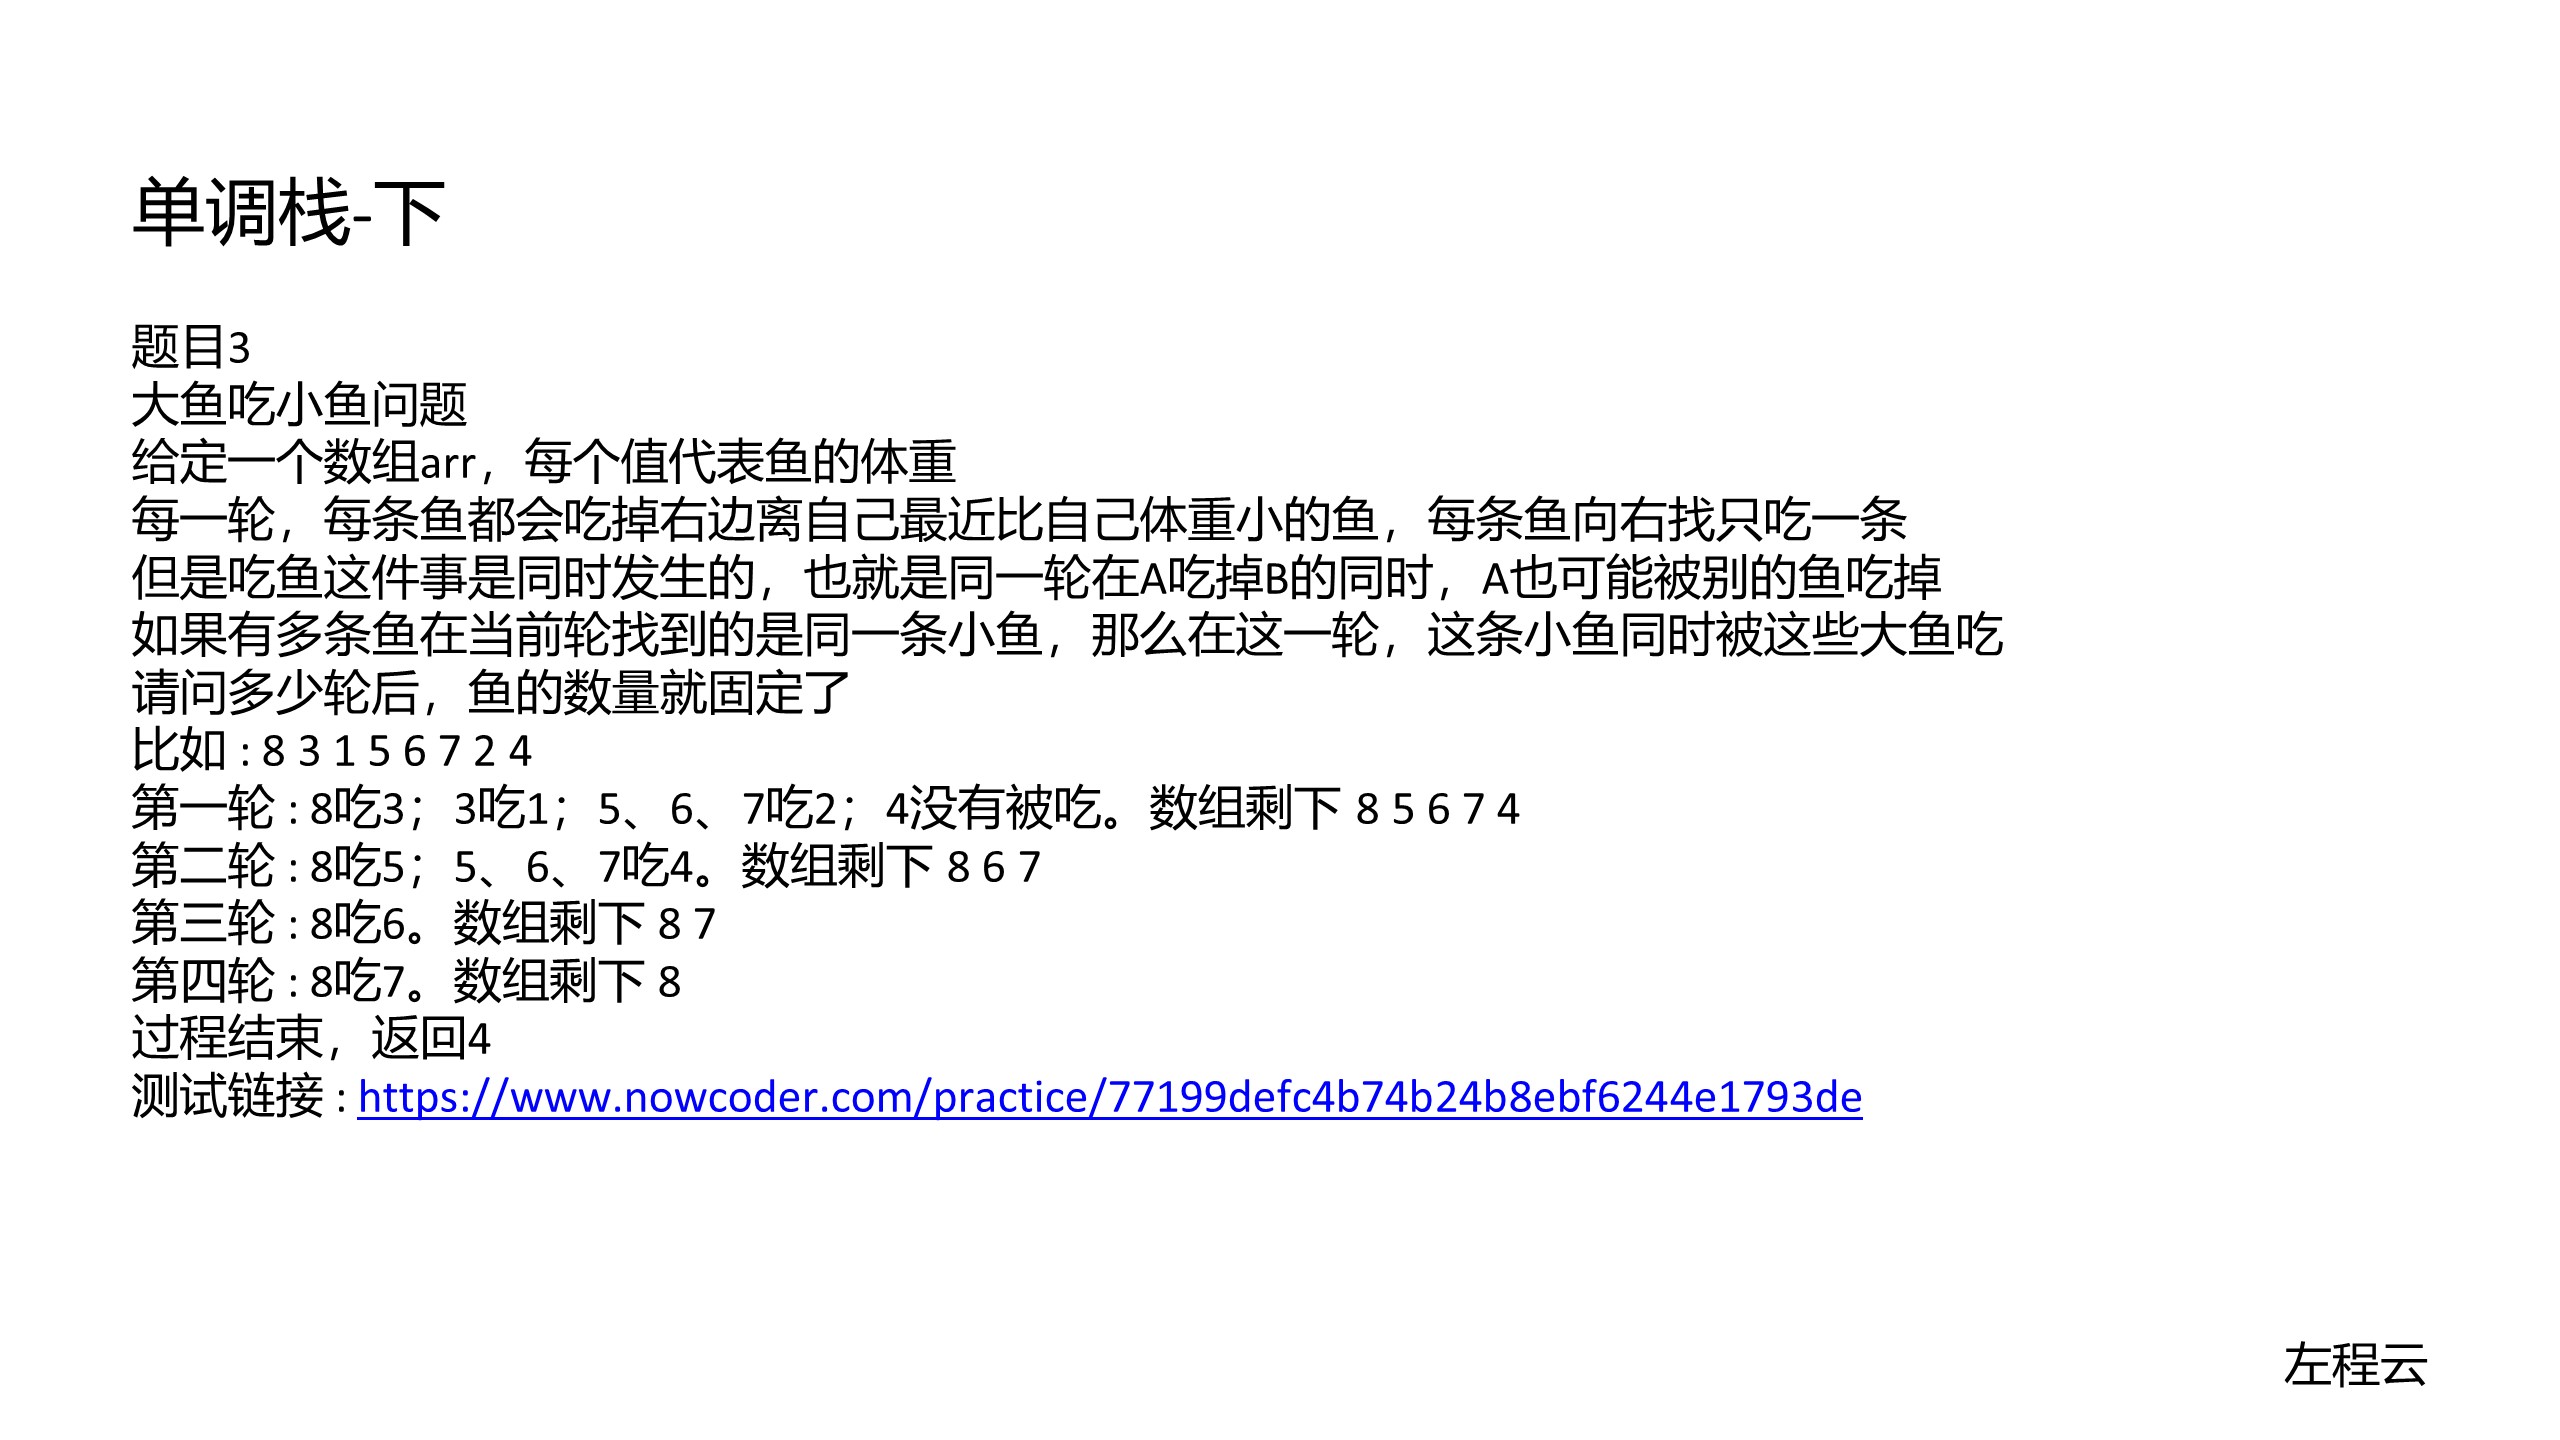 单调栈-下
题目3
大鱼吃小鱼问题
给定一个数组arr，每个值代表鱼的体重
每一轮，每条鱼都会吃掉右边离自己最近比自己体重小的鱼，每条鱼向右找只吃一条
但是吃鱼这件事是同时发生的，也就是同一轮在A吃掉B的同时，A也可能被别的鱼吃掉
如果有多条鱼在当前轮找到的是同一条小鱼，那么在这一轮，这条小鱼同时被这些大鱼吃
请问多少轮后，鱼的数量就固定了
比如 : 8 3 1 5 6 7 2 4
第一轮 : 8吃3；3吃1；5、6、7吃2；4没有被吃。数组剩下 8 5 6 7 4
第二轮 : 8吃5；5、6、7吃4。数组剩下 8 6 7
第三轮 : 8吃6。数组剩下 8 7
第四轮 : 8吃7。数组剩下 8
过程结束，返回4
测试链接 : https://www.nowcoder.com/practice/77199defc4b74b24b8ebf6244e1793de
左程云